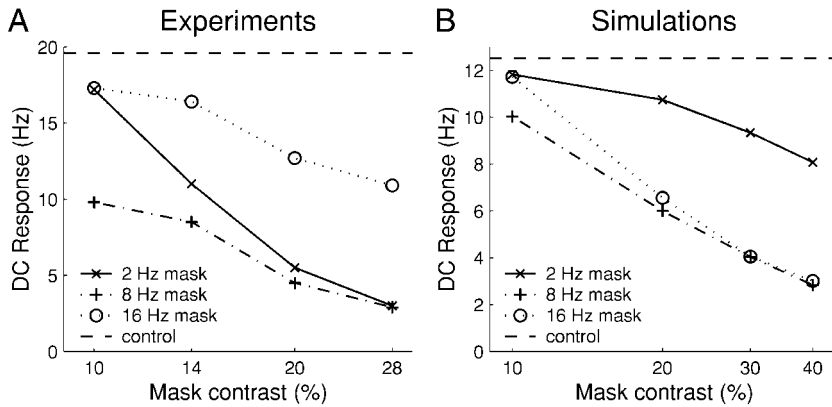 A
Experiments
20
15
10
5
0
DC Response (Hz)
2 Hz mask
8 Hz mask
16 Hz mask
control
10
14
20
28
Mask contrast (%)
B
Simulations
12
10
8
6
4
2
0
DC Response (Hz)
2 Hz mask
8 Hz mask
16 Hz mask
control
10
20
30
40
Mask contrast (%)